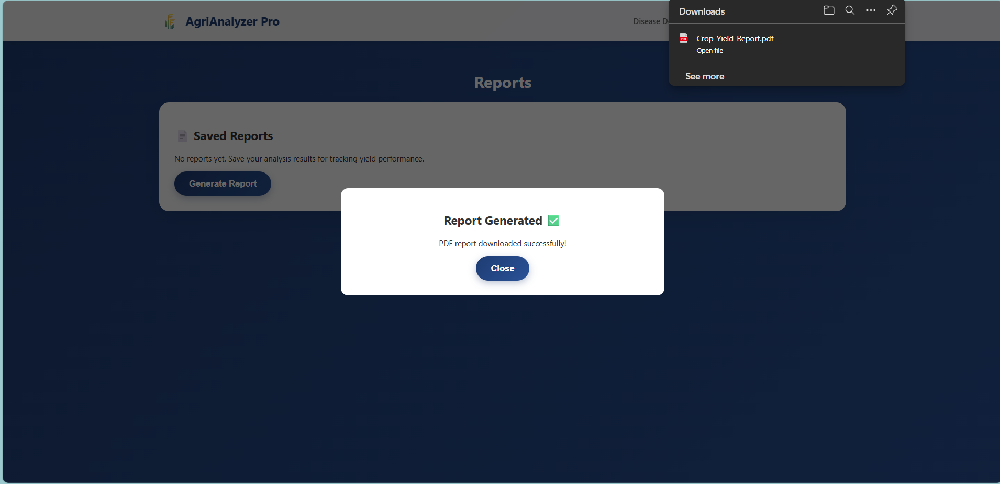 AgriAnalyzer Pro
Disease De
Downloads
Crop_Yield_Report.pdf
Open file
See more
Reports
Saved Reports
No reports yet. Save your analysis results for tracking yield performance.
Generate Report
Report Generated ✅
PDF report downloaded successfully!
Close